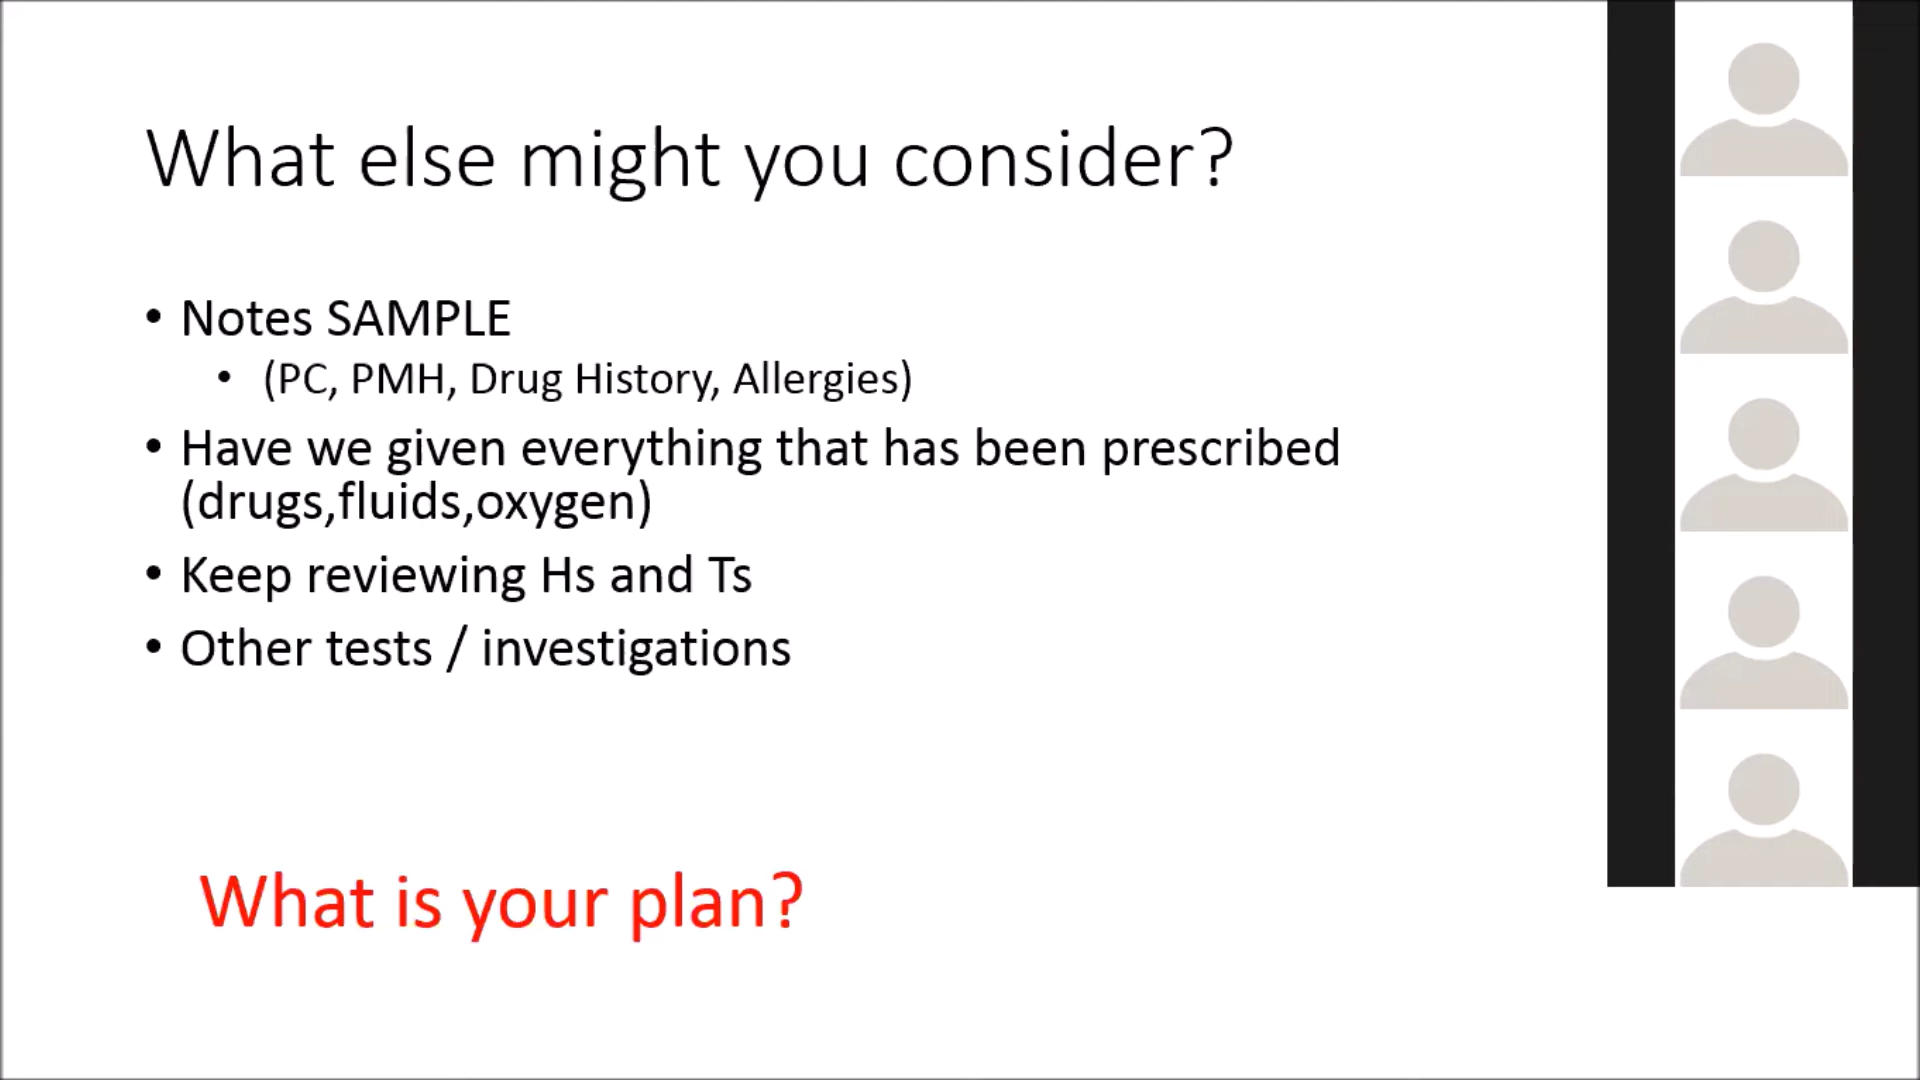 What else might you consider?
• Notes SAMPLE
• (PC, PMH, Drug History, Allergies)
• Have we given everything that has been prescribed
(drugs,fluids,oxygen)
• Keep reviewing Hs and Ts
• Other tests / investigations
What is your plan?